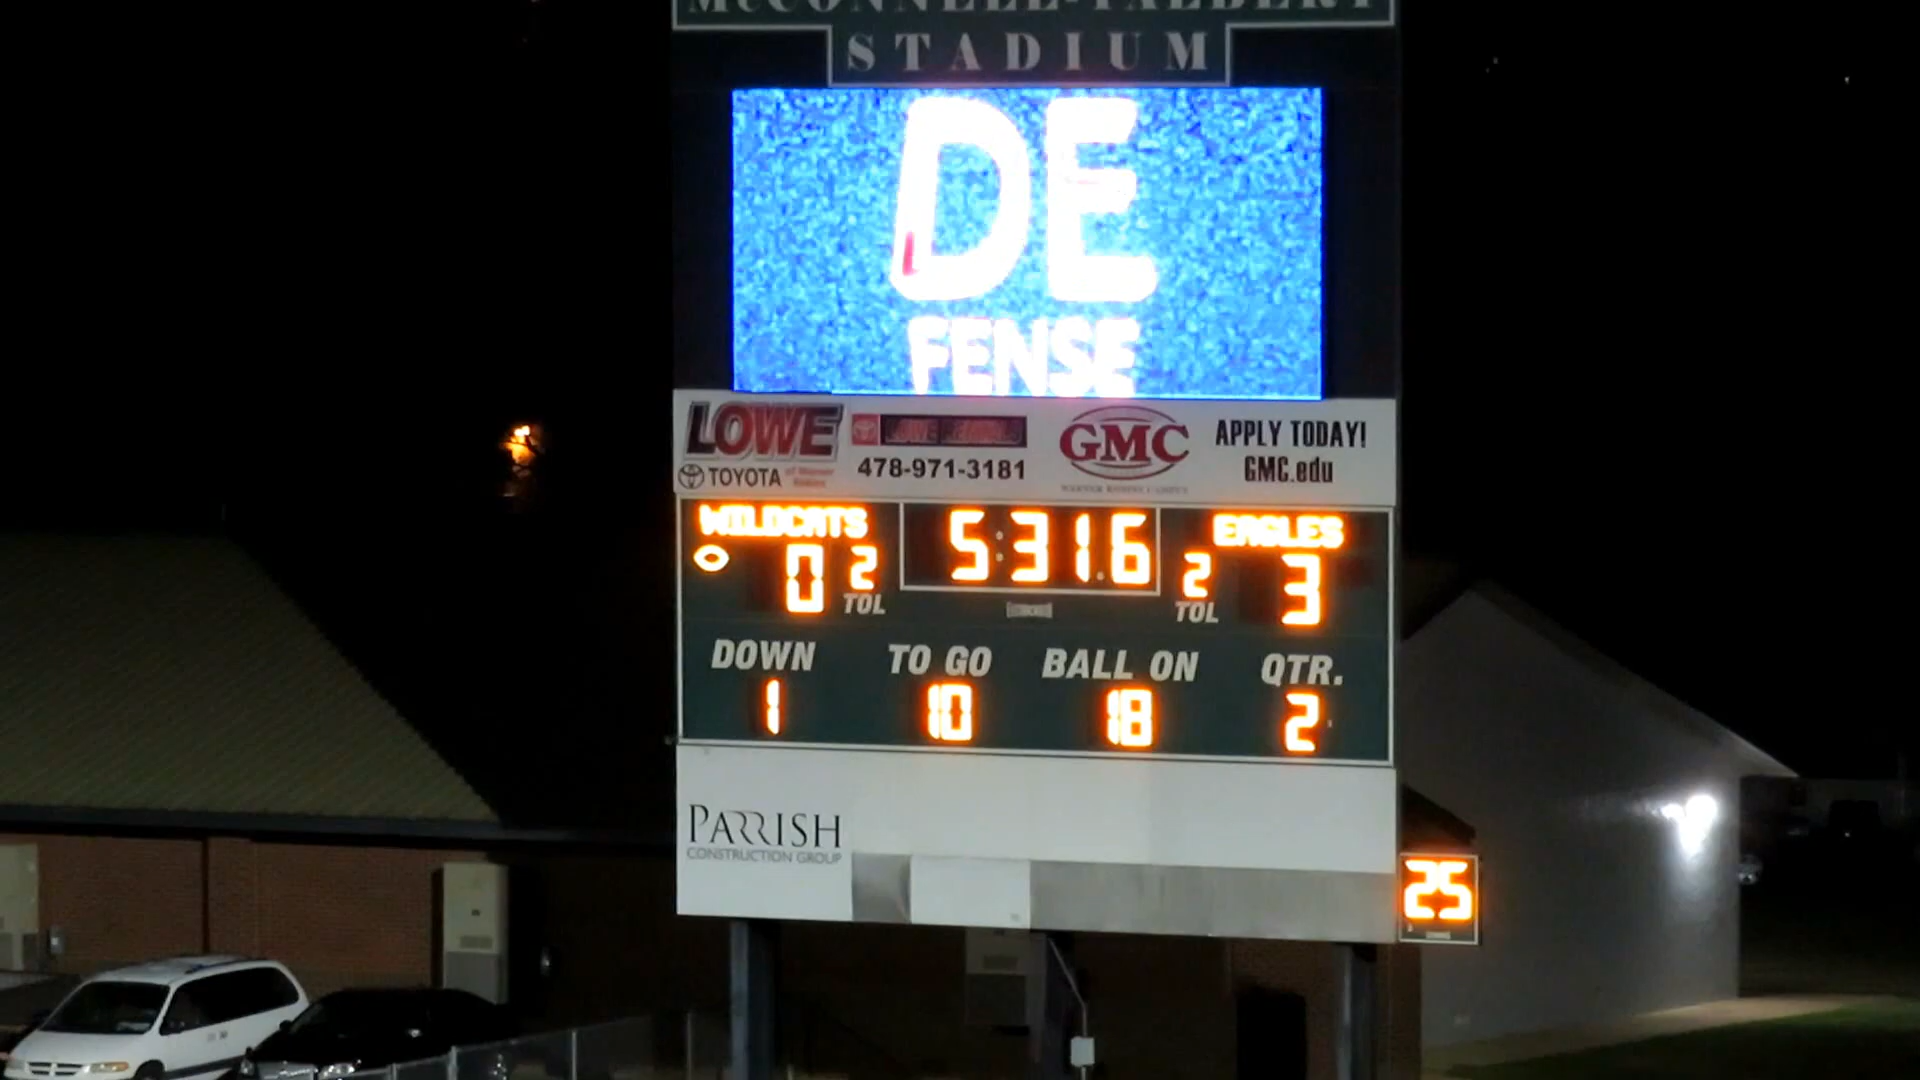 McCONNELL-TALBERT
STADIUM
DE
FENSE
LOWE
TOYOTA
478-971-3181
GMC
APPLY TODAY!
GMC.edu
WILDCATS
5:31.6
EAGLES
0 2
2 3
TOL
TOL
DOWN
TO GO
BALL ON
QTR.
1
10
18
2
PARRISH
CONSTRUCTION GROUP
25